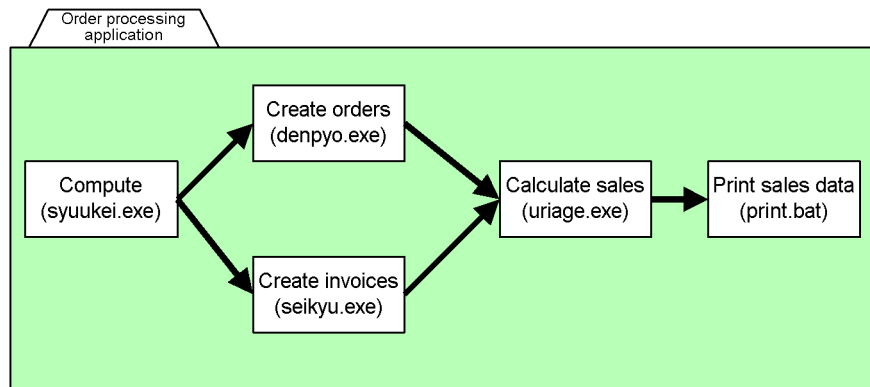 Order processing
application
Compute
(syuukei.exe)
Create orders
(denpyo.exe)
Create invoices
(seikyu.exe)
Calculate sales
(uriage.exe)
Print sales data
(print.bat)